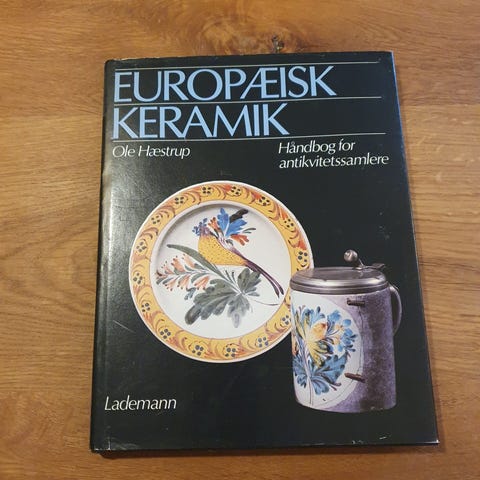 EUROPÆISK
KERAMIK
Ole Hæstrup
Håndbog for
antikvitetssamlere
Lademann